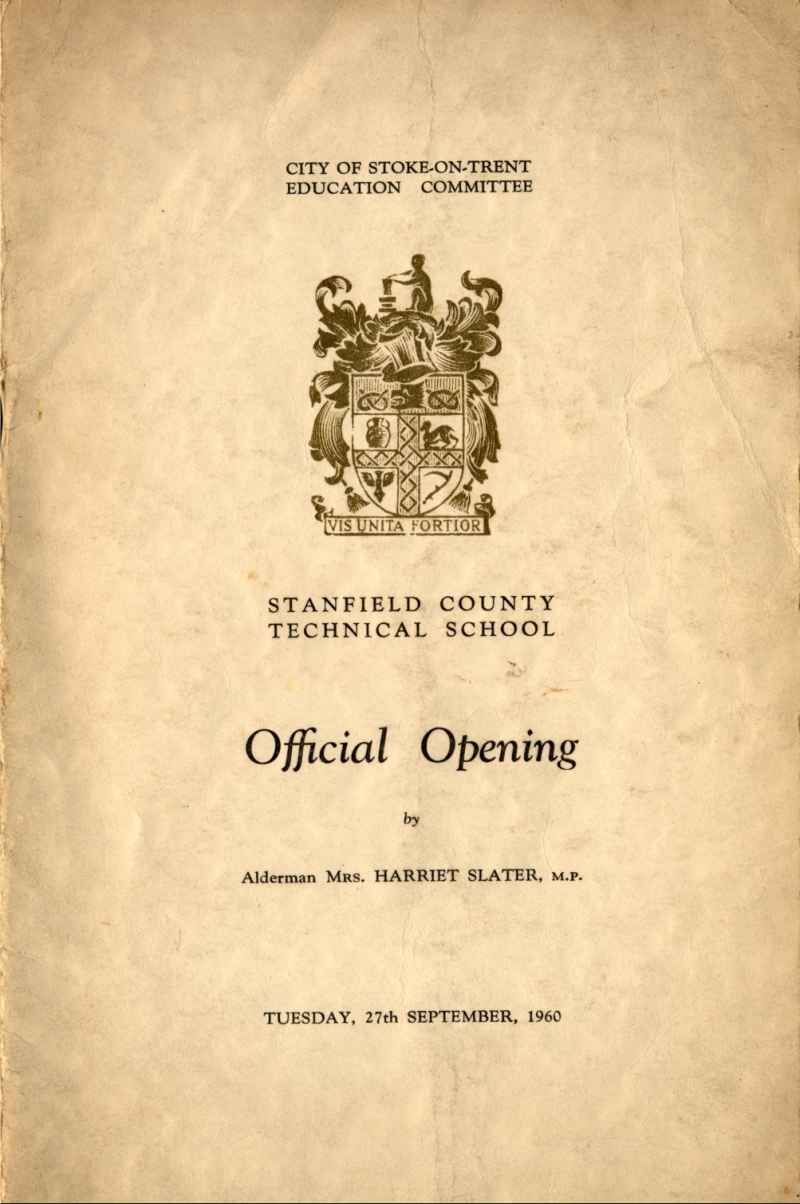 CITY OF STOKE-ON-TRENT
EDUCATION COMMITTEE
VIS UNITA FORTIOR
STANFIELD COUNTY
TECHNICAL SCHOOL
Official Opening
by
Alderman MRS. HARRIET SLATER, M.P.
TUESDAY, 27th SEPTEMBER, 1960